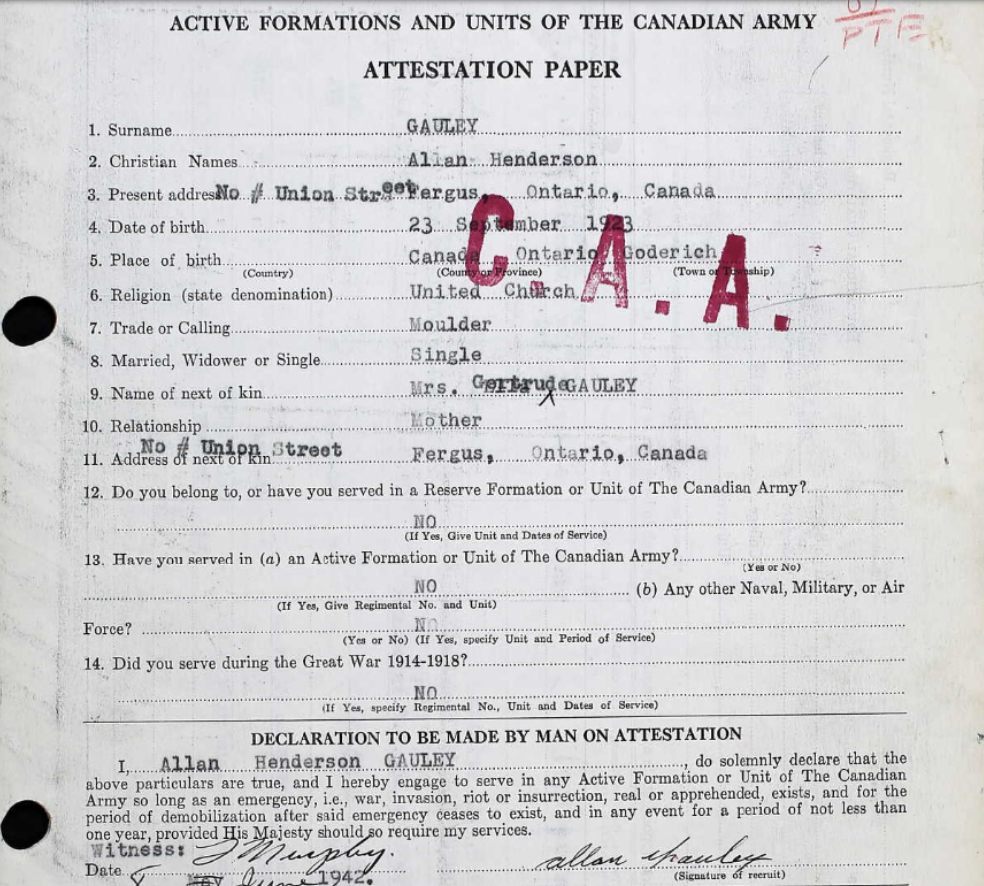 ACTIVE FORMATIONS AND UNITS OF THE CANADIAN ARMY
PTE
ATTESTATION PAPER
1. Surname GAULEY
2. Christian Names Allan Henderson
3. Present address No # Union Street Fergus, Ontario, Canada
4. Date of birth 23 September 1923
5. Place of birth Canada Ontario Goderich
(Country) (County or Province) (Town or Township)
C. A. A.
6. Religion (state denomination) United Church
7. Trade or Calling Moulder
8. Married, Widower or Single Single
9. Name of next of kin Mrs. Gertrude GAULEY
10. Relationship Mother
No # Union Street
11. Address of next of kin Fergus, Ontario, Canada
12. Do you belong to, or have you served in a Reserve Formation or Unit of The Canadian Army?
NO
(If Yes, Give Unit and Dates of Service)
13. Have you served in (a) an Active Formation or Unit of The Canadian Army?
(Yes or No)
NO (b) Any other Naval, Military, or Air
(If Yes, Give Regimental No. and Unit)
Force? NO
(Yes or No) (If Yes, specify Unit and Period of Service)
14. Did you serve during the Great War 1914-1918?
NO
(If Yes, specify Regimental No., Unit and Dates of Service)
DECLARATION TO BE MADE BY MAN ON ATTESTATION
I, Allan Henderson GAULEY, do solemnly declare that the
above particulars are true, and I hereby engage to serve in any Active Formation or Unit of The Canadian
Army so long as an emergency, i.e., war, invasion, riot or insurrection, real or apprehended, exists, and for the
period of demobilization after said emergency ceases to exist, and in any event for a period of not less than
one year, provided His Majesty should so require my services.
Witness: J Murphy. allan Gauley
Date 8 May June 1942. (Signature of recruit)